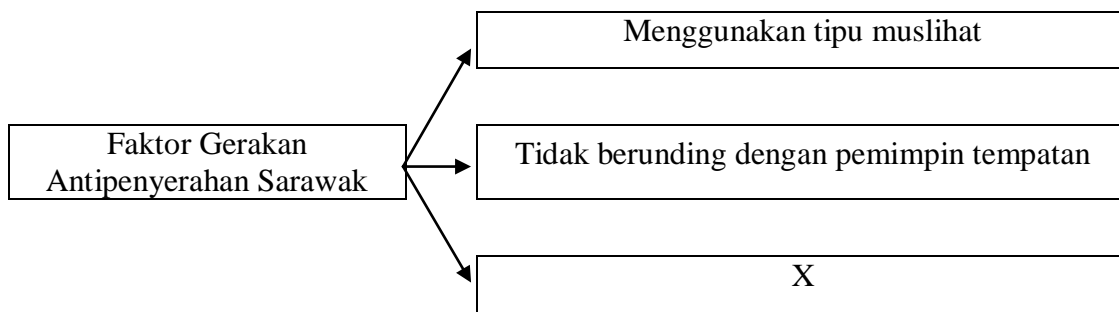 Menggunakan tipu muslihat
Faktor Gerakan
Antipenyerahan Sarawak
Tidak berunding dengan pemimpin tempatan
X